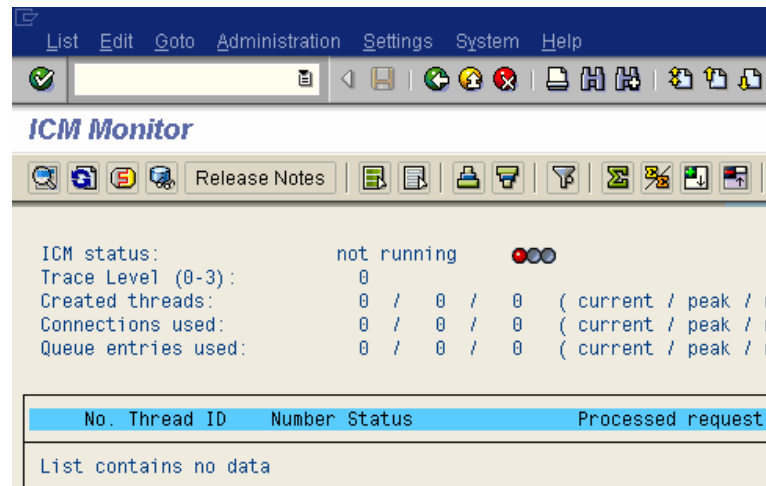 List Edit Goto Administration Settings System Help
ICM Monitor
Release Notes
ICM status: not running
Trace Level (0-3): 0
Created threads: 0 / 0 / 0 ( current / peak /
Connections used: 0 / 0 / 0 ( current / peak /
Queue entries used: 0 / 0 / 0 ( current / peak /
No. Thread ID Number Status Processed request
List contains no data